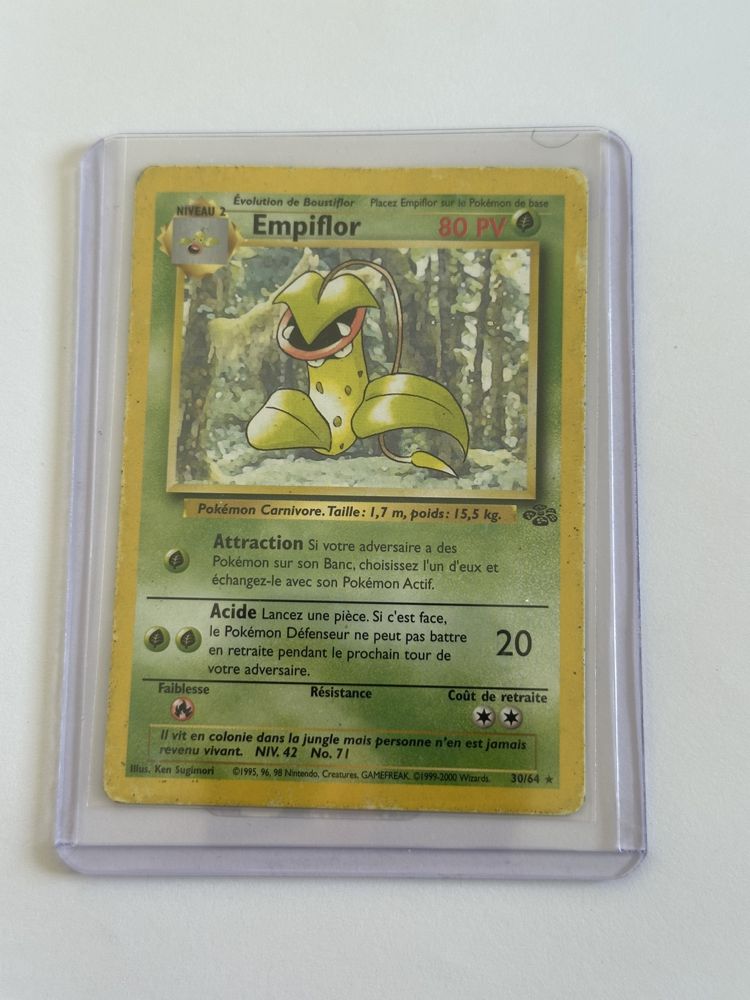 Évolution de Boustiflor Placez Empiflor sur le Pokémon de base
NIVEAU 2
Empiflor 80 PV
Pokémon Carnivore. Taille: 1,7 m, poids: 15,5 kg.
Attraction Si votre adversaire a des
Pokémon sur son Banc, choisissez l'un d'eux et
échangez-le avec son Pokémon Actif.
Acide Lancez une pièce. Si c'est face,
le Pokémon Défenseur ne peut pas battre
en retraite pendant le prochain tour de
votre adversaire.
20
Faiblesse Résistance Coût de retraite
Il vit en colonie dans la jungle mais personne n'en est jamais
revenu vivant. NIV. 42 No. 71
Illus. Ken Sugimori ©1995, 96, 98 Nintendo, Creatures, GAMEFREAK. ©1999-2000 Wizards. 30/64 ★